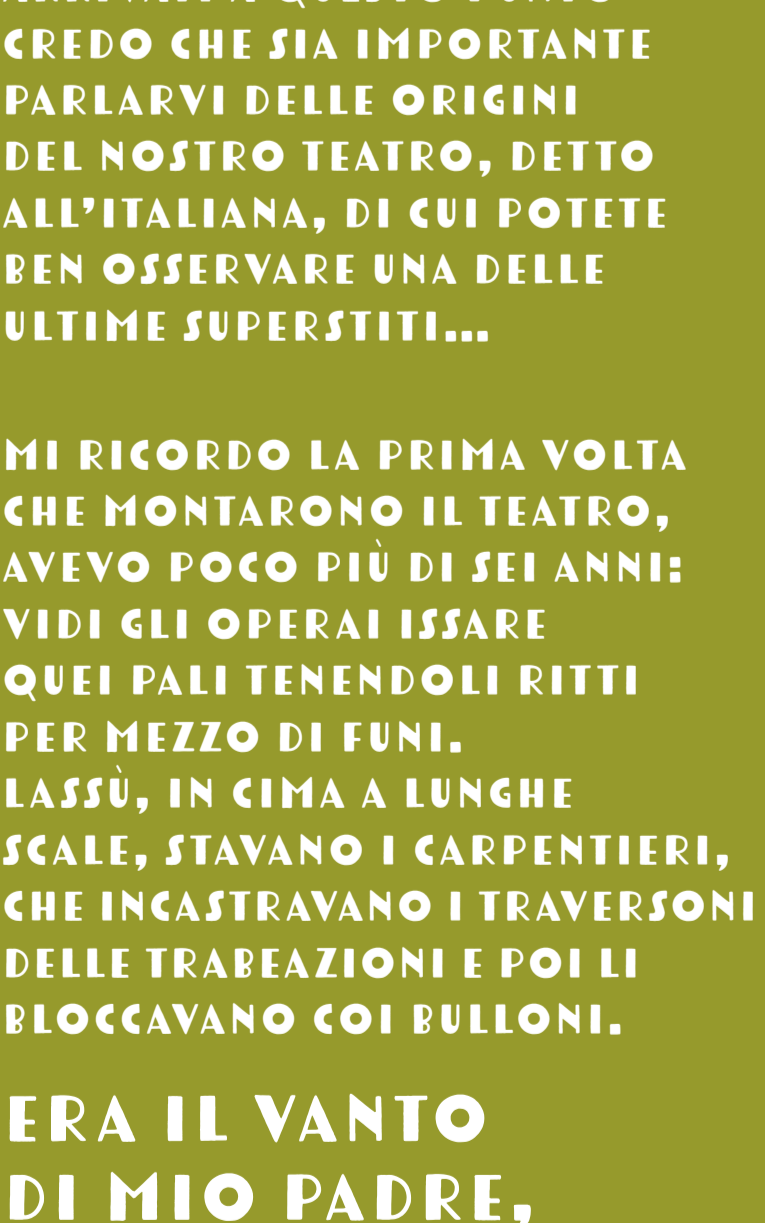 CREDO CHE SIA IMPORTANTE
PARLARVI DELLE ORIGINI
DEL NOSTRO TEATRO, DETTO
ALL'ITALIANA, DI CUI POTETE
BEN OSSERVARE UNA DELLE
ULTIME SUPERSTITI...
MI RICORDO LA PRIMA VOLTA
CHE MONTARONO IL TEATRO,
AVEVO POCO PIÙ DI SEI ANNI:
VIDI GLI OPERAI ISSARE
QUEI PALI TENENDOLI RITTI
PER MEZZO DI FUNI.
LASSÙ, IN CIMA A LUNGHE
SCALE, STAVANO I CARPENTIERI,
CHE INCASTRAVANO I TRAVERSONI
DELLE TRABEAZIONI E POI LI
BLOCCAVANO COI BULLONI.
ERA IL VANTO
DI MIO PADRE,